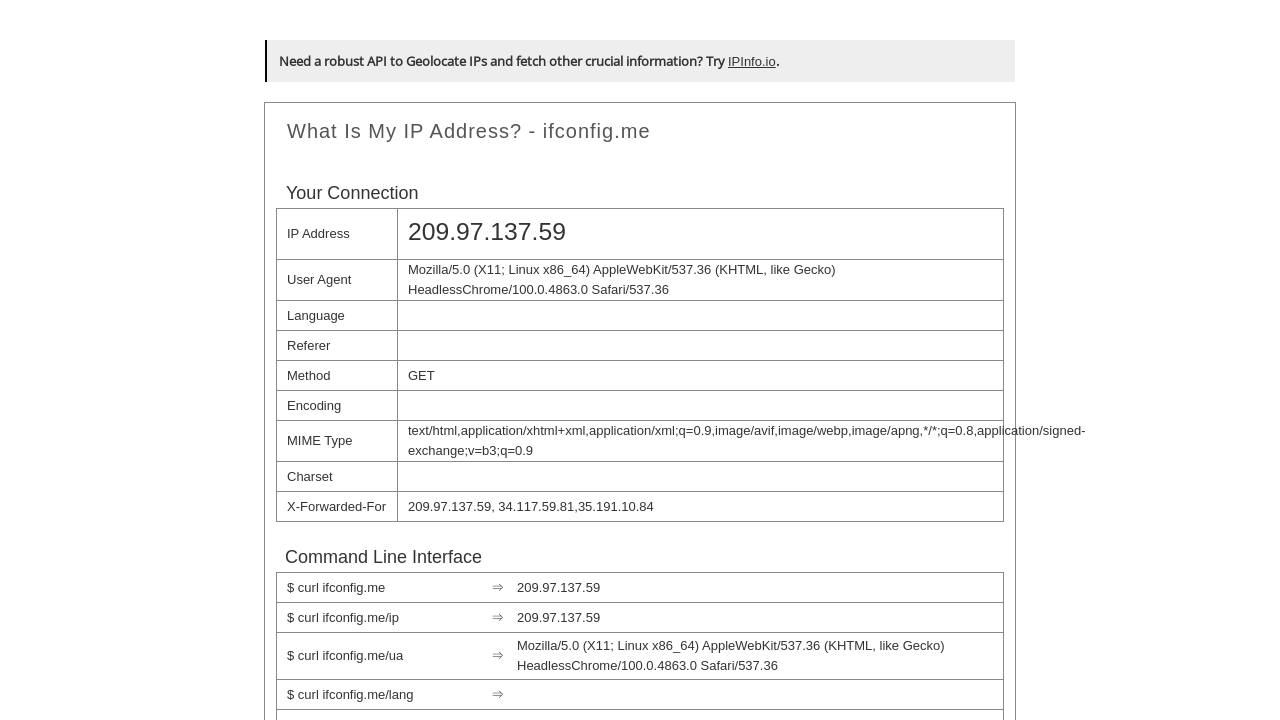 Need a robust API to Geolocate IPs and fetch other crucial information? Try IPInfo.io.
What Is My IP Address? - ifconfig.me
Your Connection
IP Address 209.97.137.59
User Agent Mozilla/5.0 (X11; Linux x86_64) AppleWebKit/537.36 (KHTML, like Gecko)
HeadlessChrome/100.0.4863.0 Safari/537.36
Language
Referer
Method GET
Encoding
MIME Type text/html,application/xhtml+xml,application/xml;q=0.9,image/avif,image/webp,image/apng,*/*;q=0.8,application/signed-
exchange;v=b3;q=0.9
Charset
X-Forwarded-For 209.97.137.59, 34.117.59.81,35.191.10.84
Command Line Interface
$ curl ifconfig.me ⇒ 209.97.137.59
$ curl ifconfig.me/ip ⇒ 209.97.137.59
$ curl ifconfig.me/ua ⇒ Mozilla/5.0 (X11; Linux x86_64) AppleWebKit/537.36 (KHTML, like Gecko)
HeadlessChrome/100.0.4863.0 Safari/537.36
$ curl ifconfig.me/lang ⇒